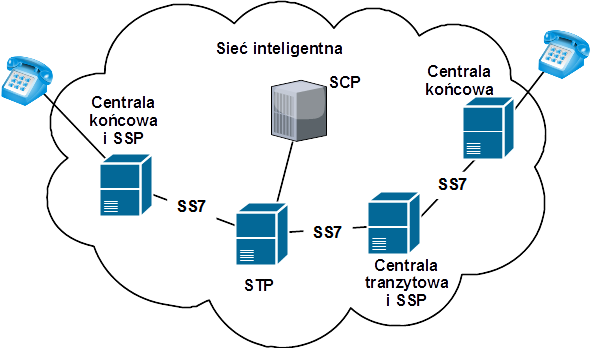 Sieć inteligentna
SCP
Centrala
końcowa
i SSP
Centrala
końcowa
SS7
STP
SS7
Centrala
tranzytowa
i SSP
SS7